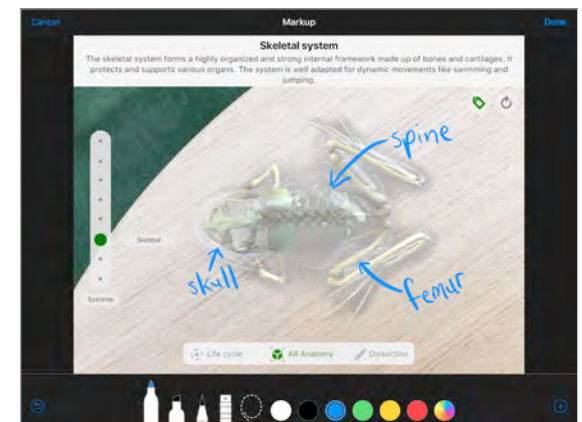 Cancel
Markup
Done
Skeletal system
The skeletal system forms a highly organized and strong internal framework made up of bones and cartilages. It
protects and supports various organs. The system is well adapted for dynamic movements like swimming and
jumping.
spine
Skeletal
skull
femur
Systems
Life cycle
AR Anatomy
Dissection